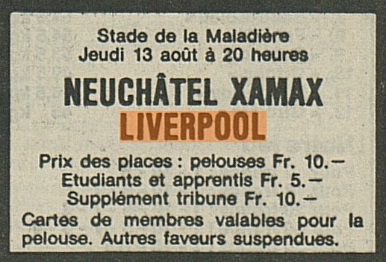 Stade de la Maladière
Jeudi 13 août à 20 heures
NEUCHÂTEL XAMAX
LIVERPOOL
Prix des places : pelouses Fr. 10.–
Etudiants et apprentis Fr. 5.–
Supplément tribune Fr. 10.–
Cartes de membres valables pour la
pelouse. Autres faveurs suspendues.